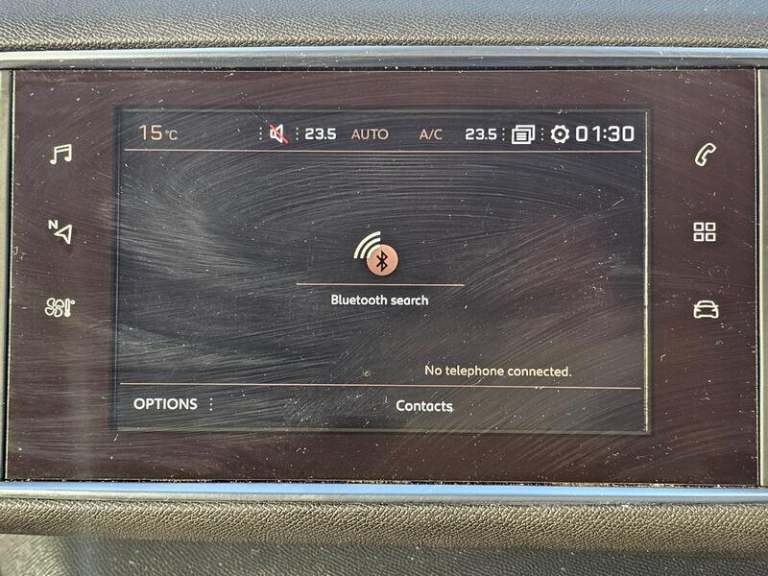 15°C 23.5 AUTO A/C 23.5 01:30
N
Bluetooth search
No telephone connected.
OPTIONS Contacts